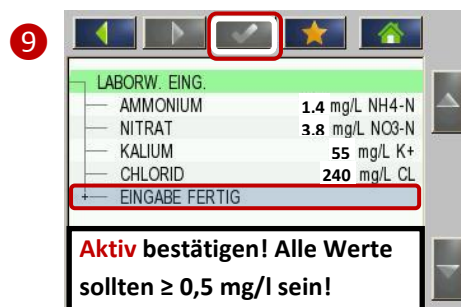 9
LABORW. EING.
AMMONIUM 1.4 mg/L NH4-N
NITRAT 3.8 mg/L NO3-N
KALIUM 55 mg/L K+
CHLORID 240 mg/L CL
EINGABE FERTIG
Aktiv bestätigen! Alle Werte
sollten ≥ 0,5 mg/l sein!